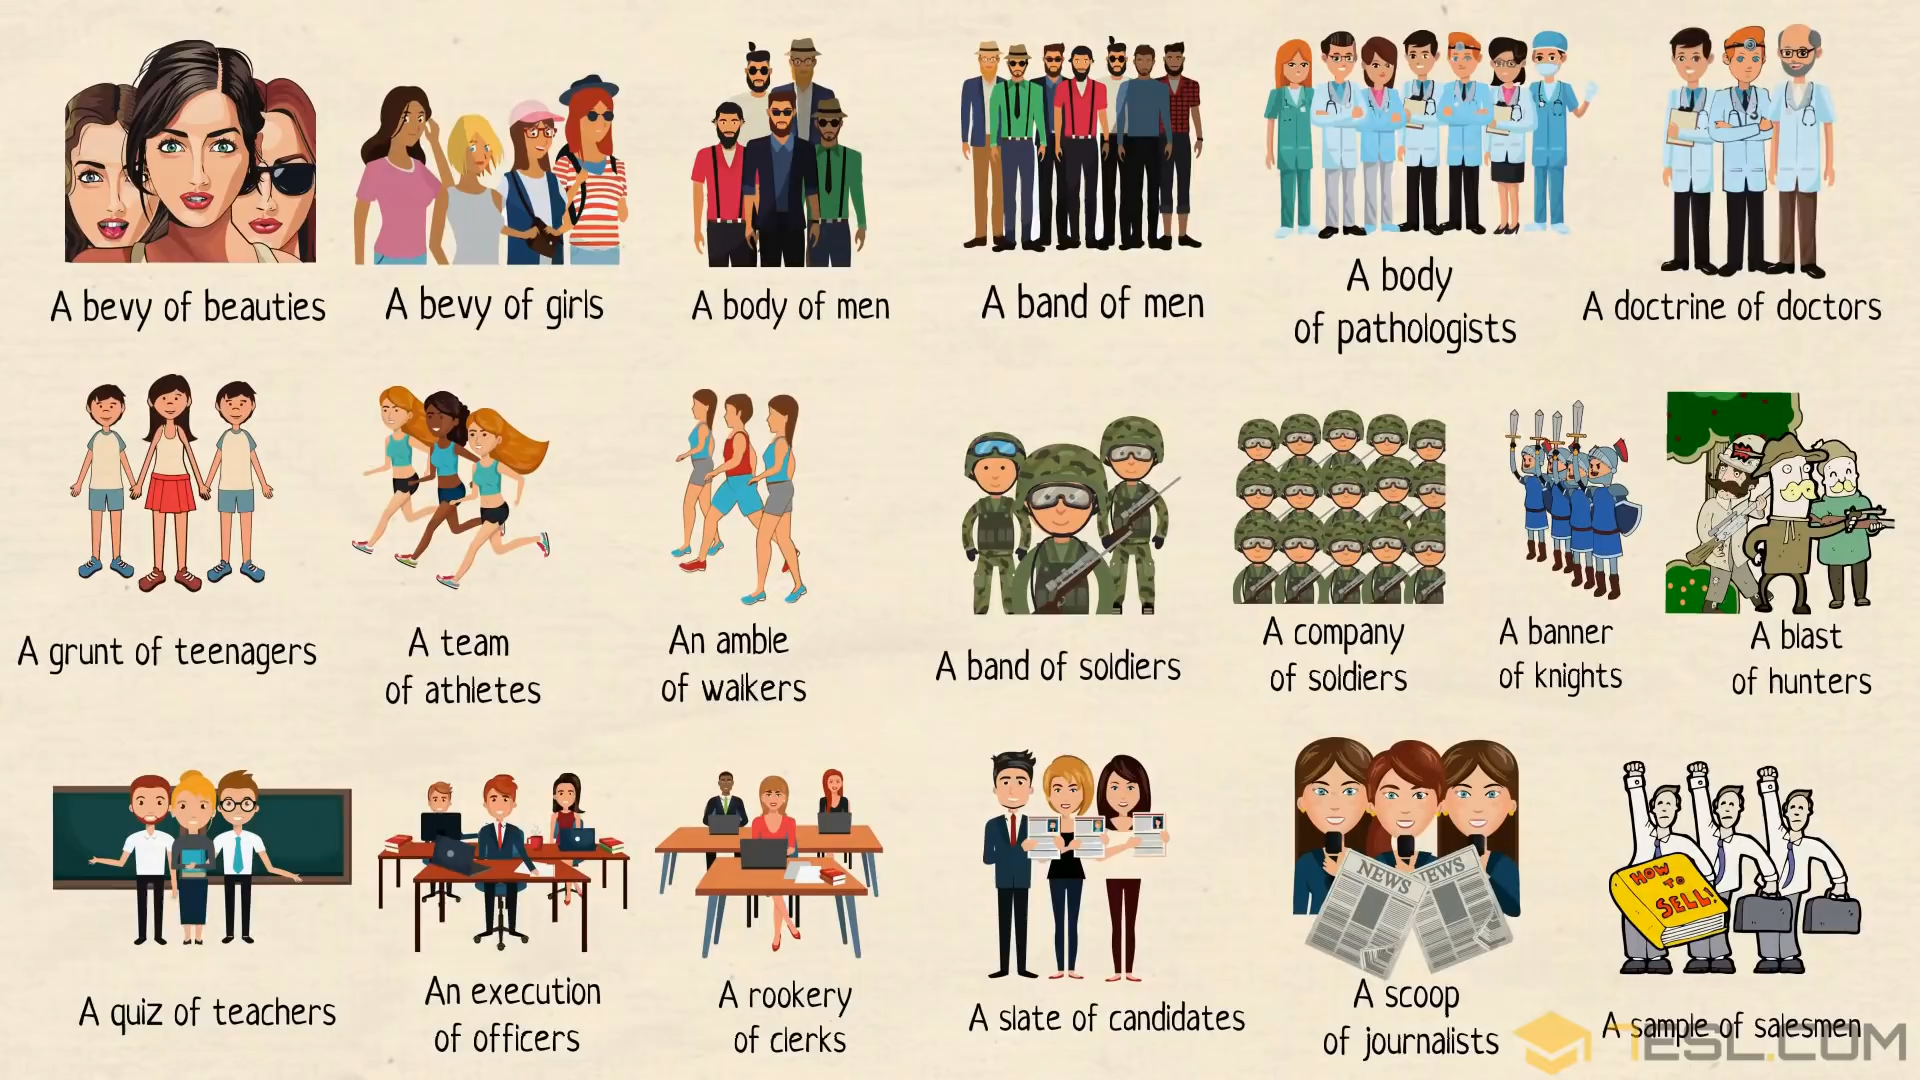 A bevy of beauties
A bevy of girls
A body of men
A band of men
A body
of pathologists
A doctrine of doctors
A grunt of teenagers
A team
of athletes
An amble
of walkers
A band of soldiers
A company
of soldiers
A banner
of knights
A blast
of hunters
HOW
TO
SELL!
NEWS
NEWS
A quiz of teachers
An execution
of officers
A rookery
of clerks
A slate of candidates
A scoop
of journalists
A sample of salesmen
7ESL.COM